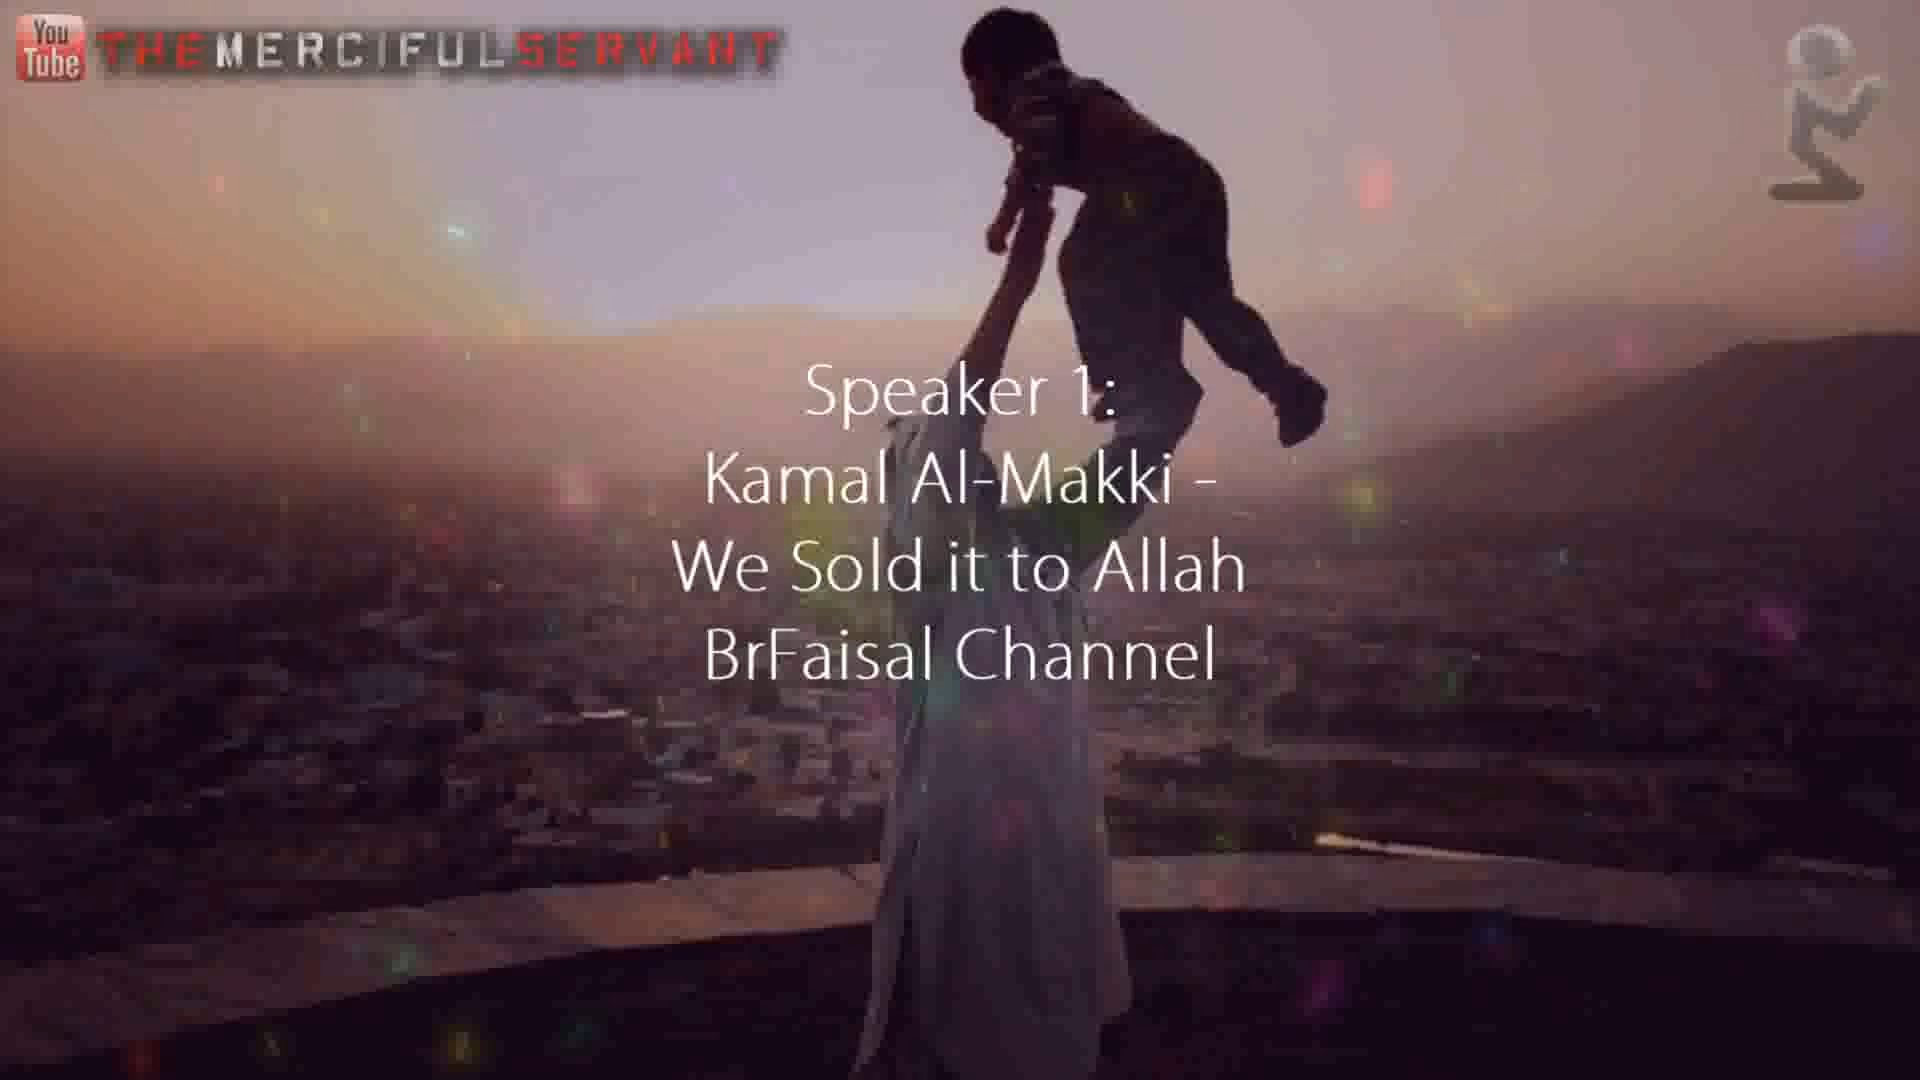 You
Tube
THEMERCIFULSERVANT
Speaker 1:
Kamal Al-Makki -
We Sold it to Allah
BrFaisal Channel